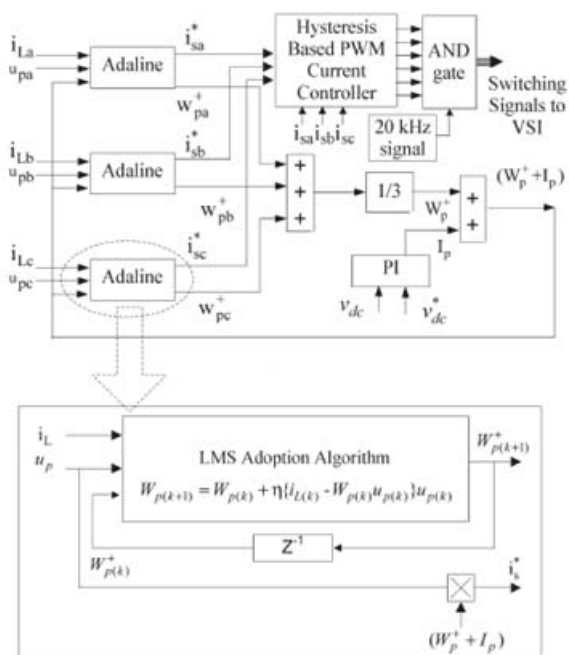 i_La
u_pa
Adaline
i*_sa
w⁺_pa
i_Lb
u_pb
Adaline
i*_sb
w⁺_pb
i_Lc
u_pc
Adaline
i*_sc
w⁺_pc
Hysteresis
Based PWM
Current
Controller
i_sa i_sb i_sc
AND
gate
20 kHz
signal
Switching
Signals to
VSI
+
+
+
1/3
W⁺_p
+
+
(W⁺_p + I_p)
I_p
PI
v_dc
v*_dc
i_L
u_p
LMS Adoption Algorithm
W_p(k+1) = W_p(k) + η{i_L(k) - W_p(k) u_p(k)}u_p(k)
W⁺_p(k+1)
Z⁻¹
W⁺_p(k)
i*_s
×
(W⁺_p + I_p)